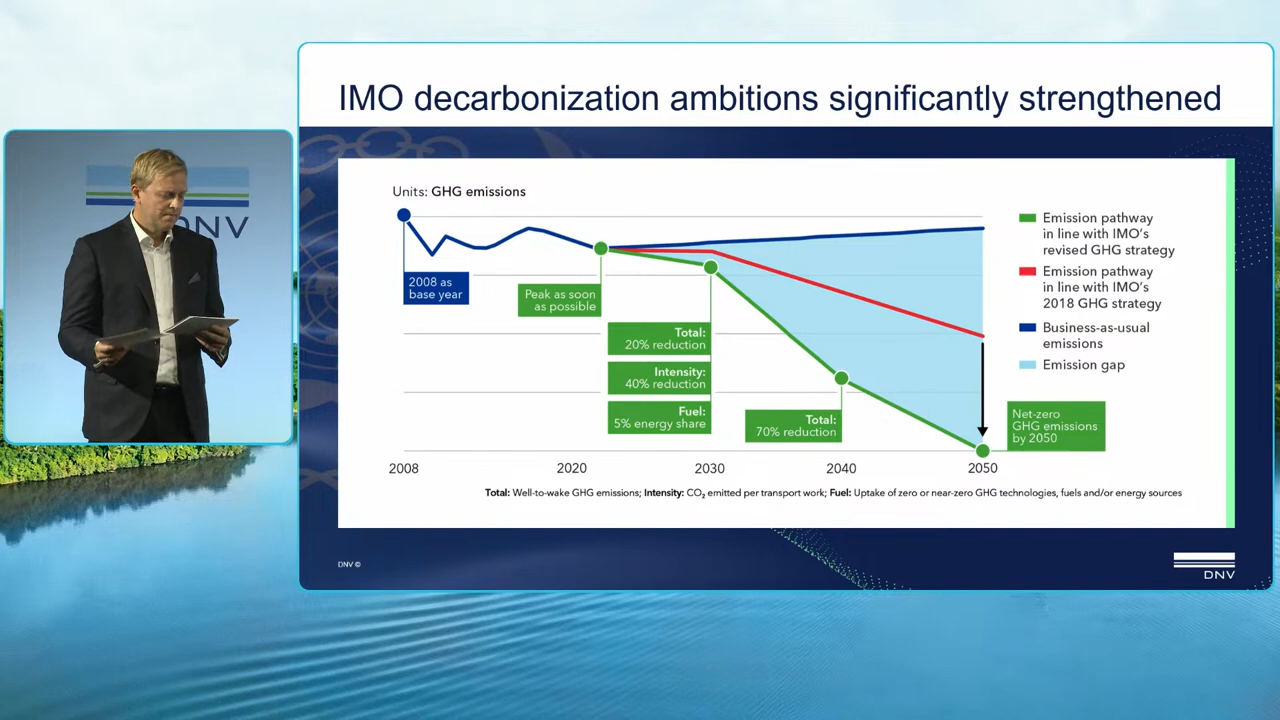 IMO decarbonization ambitions significantly strengthened
DNV
Units: GHG emissions
2008 as
base year
Peak as soon
as possible
Total:
20% reduction
Intensity:
40% reduction
Fuel:
5% energy share
Total:
70% reduction
Net-zero
GHG emissions
by 2050
Emission pathway
in line with IMO's
revised GHG strategy
Emission pathway
in line with IMO's
2018 GHG strategy
Business-as-usual
emissions
Emission gap
2008 2020 2030 2040 2050
Total: Well-to-wake GHG emissions; Intensity: CO₂ emitted per transport work; Fuel: Uptake of zero or near-zero GHG technologies, fuels and/or energy sources
DNV ©
DNV